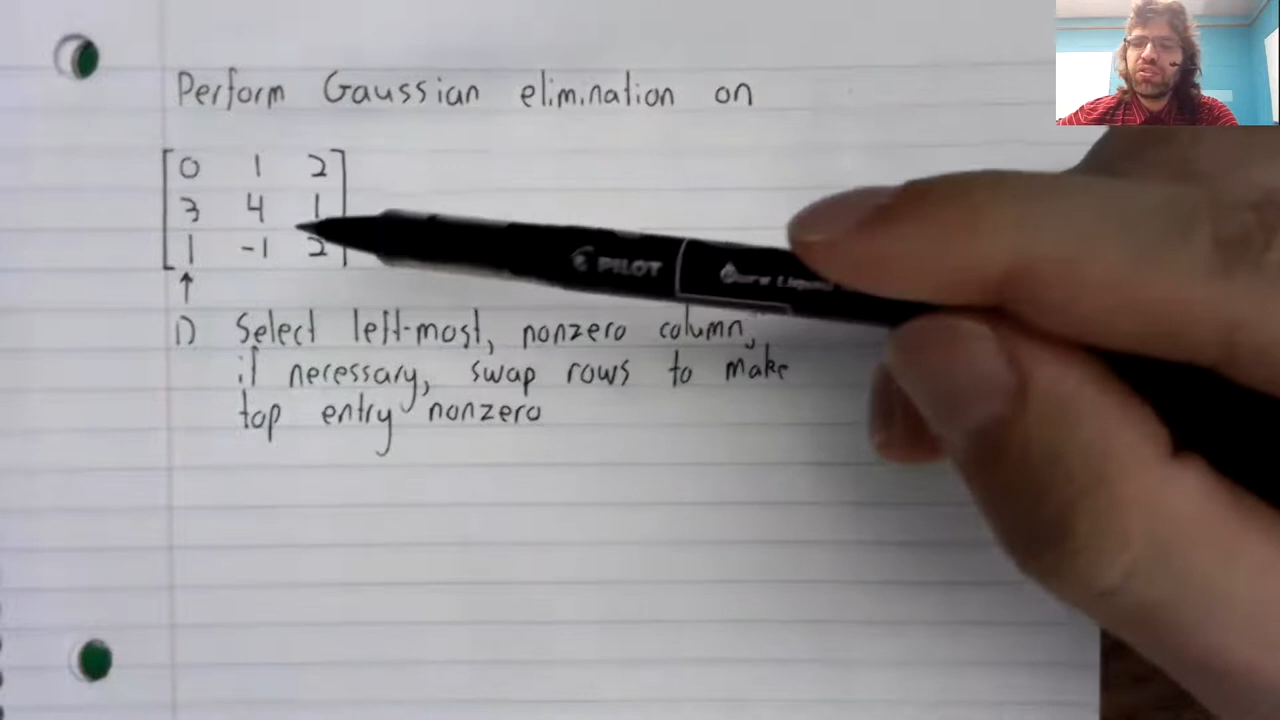 Perform Gaussian elimination on
0 1 2
3 4 1
1 -1 2
↑
1) Select left-most, nonzero column,
if necessary, swap rows to make
top entry nonzero
PILOT